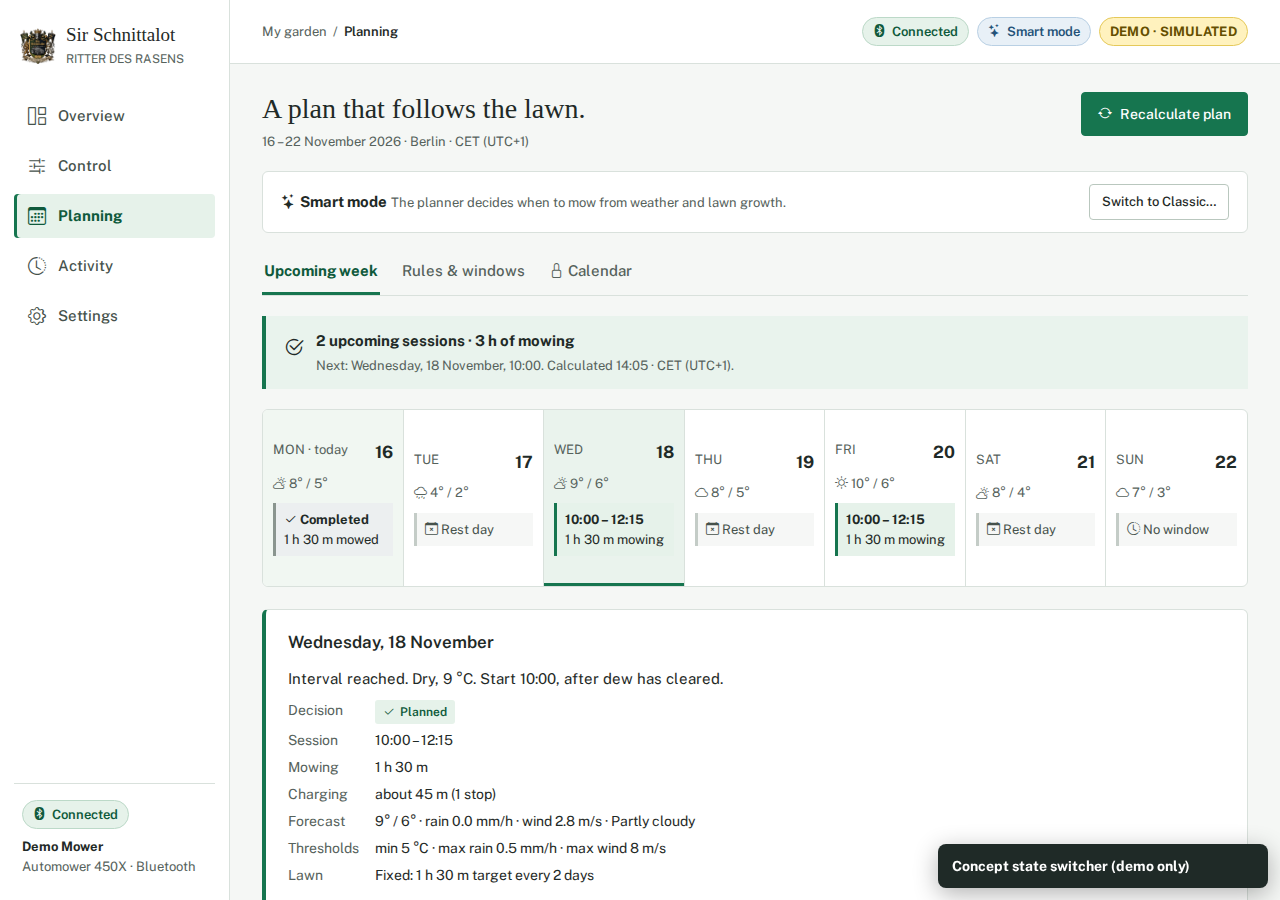 Sir Schnittalot
RITTER DES RASENS
Overview
Control
Planning
Activity
Settings
Connected
Demo Mower
Automower 450X · Bluetooth
My garden / Planning
Connected
Smart mode
DEMO · SIMULATED
A plan that follows the lawn.
16–22 November 2026 · Berlin · CET (UTC+1)
Recalculate plan
Smart mode The planner decides when to mow from weather and lawn growth.
Switch to Classic...
Upcoming week
Rules & windows
Calendar
2 upcoming sessions · 3 h of mowing
Next: Wednesday, 18 November, 10:00. Calculated 14:05 · CET (UTC+1).
MON · today 16
8° / 5°
Completed
1 h 30 m mowed
TUE 17
4° / 2°
Rest day
WED 18
9° / 6°
10:00–12:15
1 h 30 m mowing
THU 19
8° / 5°
Rest day
FRI 20
10° / 6°
10:00–12:15
1 h 30 m mowing
SAT 21
8° / 4°
Rest day
SUN 22
7° / 3°
No window
Wednesday, 18 November
Interval reached. Dry, 9 °C. Start 10:00, after dew has cleared.
Decision Planned
Session 10:00–12:15
Mowing 1 h 30 m
Charging about 45 m (1 stop)
Forecast 9° / 6° · rain 0.0 mm/h · wind 2.8 m/s · Partly cloudy
Thresholds min 5 °C · max rain 0.5 mm/h · max wind 8 m/s
Lawn Fixed: 1 h 30 m target every 2 days
Concept state switcher (demo only)